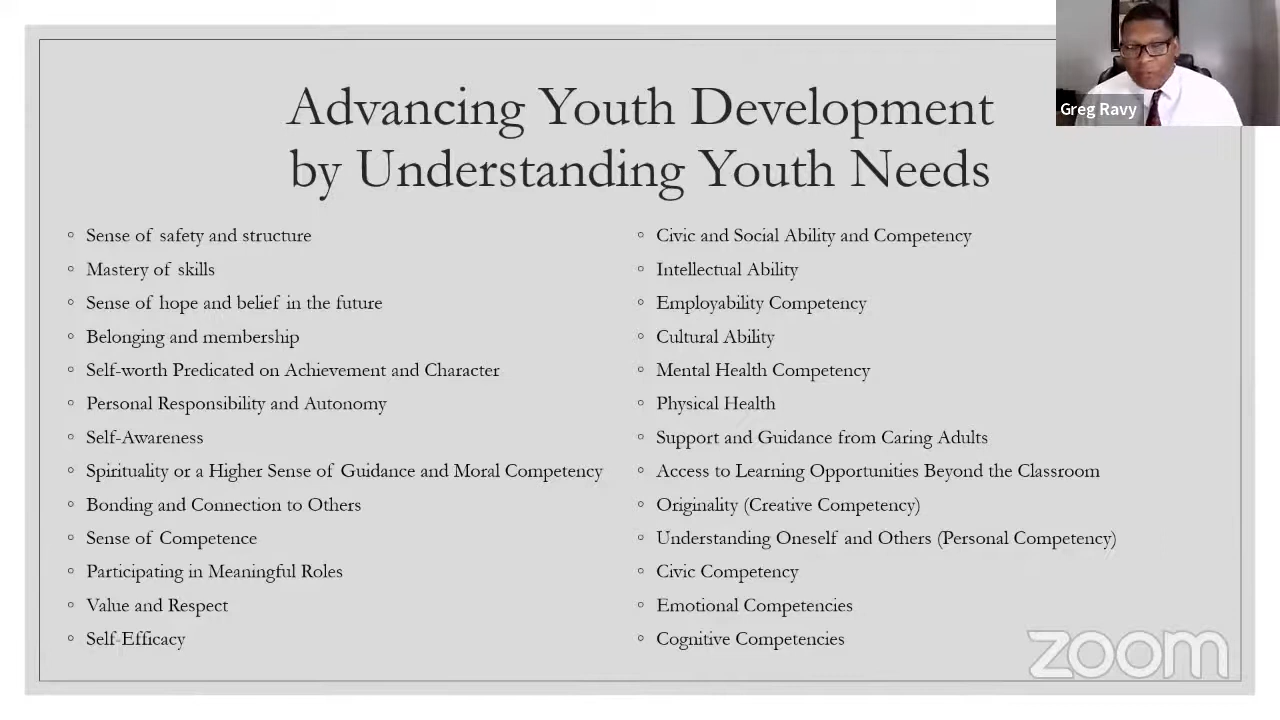 Advancing Youth Development
by Understanding Youth Needs
Greg Ravy
Sense of safety and structure
Mastery of skills
Sense of hope and belief in the future
Belonging and membership
Self-worth Predicated on Achievement and Character
Personal Responsibility and Autonomy
Self-Awareness
Spirituality or a Higher Sense of Guidance and Moral Competency
Bonding and Connection to Others
Sense of Competence
Participating in Meaningful Roles
Value and Respect
Self-Efficacy
Civic and Social Ability and Competency
Intellectual Ability
Employability Competency
Cultural Ability
Mental Health Competency
Physical Health
Support and Guidance from Caring Adults
Access to Learning Opportunities Beyond the Classroom
Originality (Creative Competency)
Understanding Oneself and Others (Personal Competency)
Civic Competency
Emotional Competencies
Cognitive Competencies
zoom